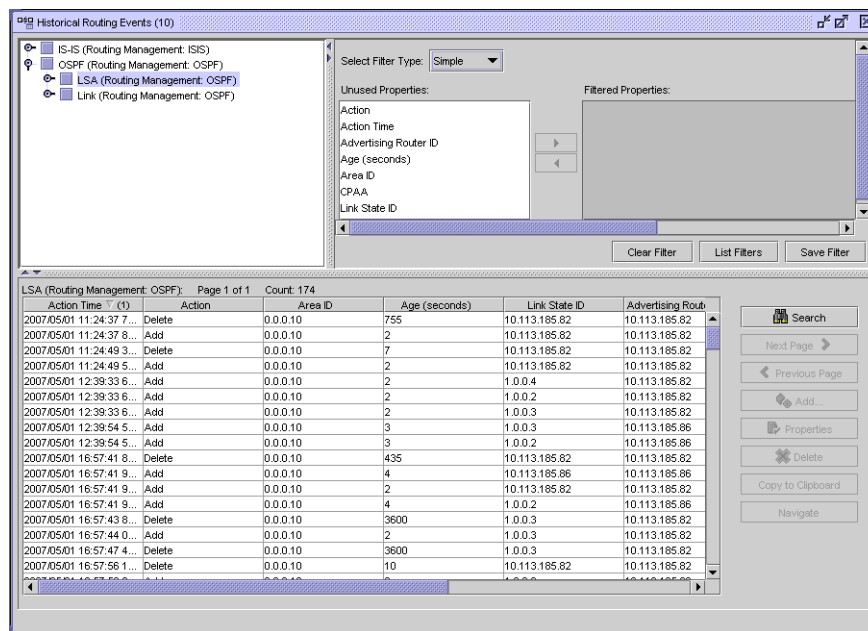 Historical Routing Events (10)
IS-IS (Routing Management: ISIS)
OSPF (Routing Management: OSPF)
LSA (Routing Management: OSPF)
Link (Routing Management: OSPF)
Select Filter Type: Simple
Unused Properties: Filtered Properties:
Action
Action Time
Advertising Router ID
Age (seconds)
Area ID
CPAA
Link State ID
Clear Filter List Filters Save Filter
LSA (Routing Management: OSPF): Page 1 of 1 Count: 174
Action Time (1) Action Area ID Age (seconds) Link State ID Advertising Route
2007/05/01 11:24:37 7... Delete 0.0.0.10 755 10.113.185.82 10.113.185.82
2007/05/01 11:24:37 8... Add 0.0.0.10 2 10.113.185.82 10.113.185.82
2007/05/01 11:24:49 3... Delete 0.0.0.10 7 10.113.185.82 10.113.185.82
2007/05/01 11:24:49 5... Add 0.0.0.10 2 10.113.185.82 10.113.185.82
2007/05/01 12:39:33 6... Add 0.0.0.10 2 1.0.0.4 10.113.185.82
2007/05/01 12:39:33 6... Add 0.0.0.10 2 1.0.0.2 10.113.185.82
2007/05/01 12:39:33 6... Add 0.0.0.10 2 1.0.0.3 10.113.185.82
2007/05/01 12:39:54 5... Add 0.0.0.10 3 1.0.0.3 10.113.185.86
2007/05/01 12:39:54 5... Add 0.0.0.10 3 1.0.0.2 10.113.185.86
2007/05/01 16:57:41 8... Delete 0.0.0.10 435 10.113.185.82 10.113.185.82
2007/05/01 16:57:41 9... Add 0.0.0.10 4 10.113.185.86 10.113.185.86
2007/05/01 16:57:41 9... Add 0.0.0.10 2 10.113.185.82 10.113.185.82
2007/05/01 16:57:41 9... Add 0.0.0.10 4 1.0.0.2 10.113.185.86
2007/05/01 16:57:43 8... Delete 0.0.0.10 3600 1.0.0.3 10.113.185.82
2007/05/01 16:57:44 0... Add 0.0.0.10 2 1.0.0.3 10.113.185.82
2007/05/01 16:57:47 4... Delete 0.0.0.10 3600 1.0.0.3 10.113.185.82
2007/05/01 16:57:56 1... Delete 0.0.0.10 10 10.113.185.82 10.113.185.82
Search
Next Page
Previous Page
Add...
Properties
Delete
Copy to Clipboard
Navigate